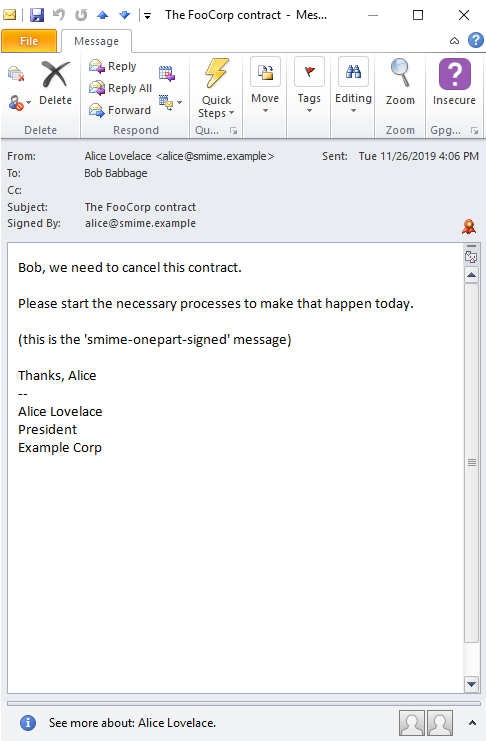 The FooCorp contract - Mes...
File
Message
Delete
Reply
Reply All
Forward
Quick
Steps
Move
Tags
Editing
Zoom
Insecure
Delete
Respond
Qu...
Zoom
Gpg...
From: Alice Lovelace <alice@smime.example> Sent: Tue 11/26/2019 4:06 PM
To: Bob Babbage
Cc:
Subject: The FooCorp contract
Signed By: alice@smime.example
Bob, we need to cancel this contract.
Please start the necessary processes to make that happen today.
(this is the 'smime-onepart-signed' message)
Thanks, Alice
--
Alice Lovelace
President
Example Corp
See more about: Alice Lovelace.